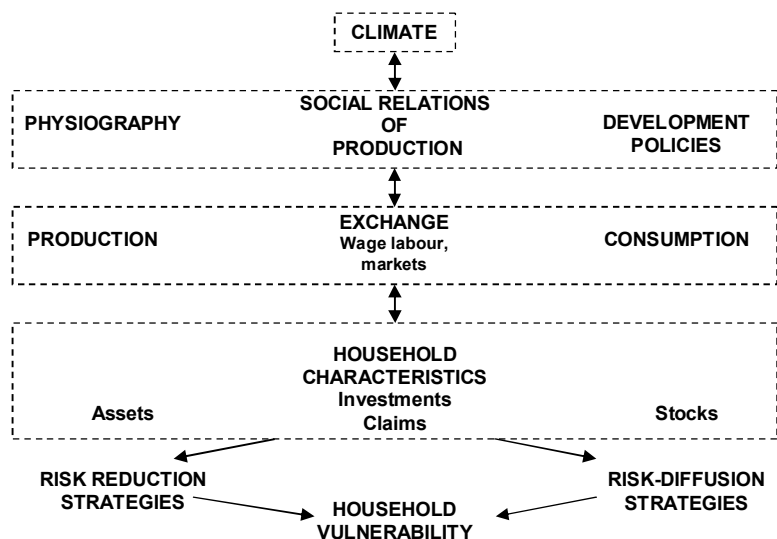 CLIMATE
PHYSIOGRAPHY
SOCIAL RELATIONS
OF
PRODUCTION
DEVELOPMENT
POLICIES
PRODUCTION
EXCHANGE
Wage labour,
markets
CONSUMPTION
HOUSEHOLD
CHARACTERISTICS
Investments
Claims
Assets
Stocks
RISK REDUCTION
STRATEGIES
RISK-DIFFUSION
STRATEGIES
HOUSEHOLD
VULNERABILITY